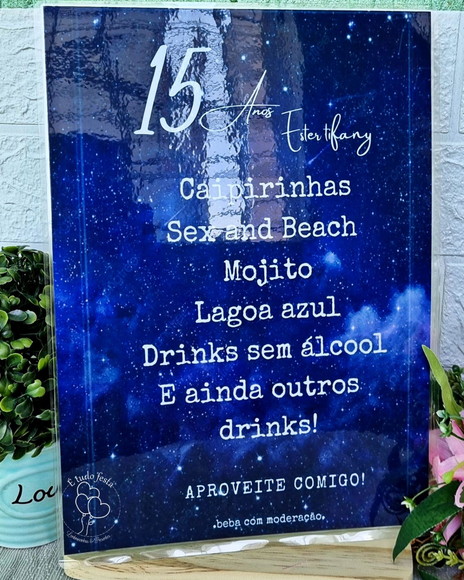 15 Anos
Ester tifany
Caipirinhas
Sex and Beach
Mojito
Lagoa azul
Drinks sem álcool
E ainda outros
drinks!
APROVEITE COMIGO!
.beba com moderação.
É tudo festa
Lov